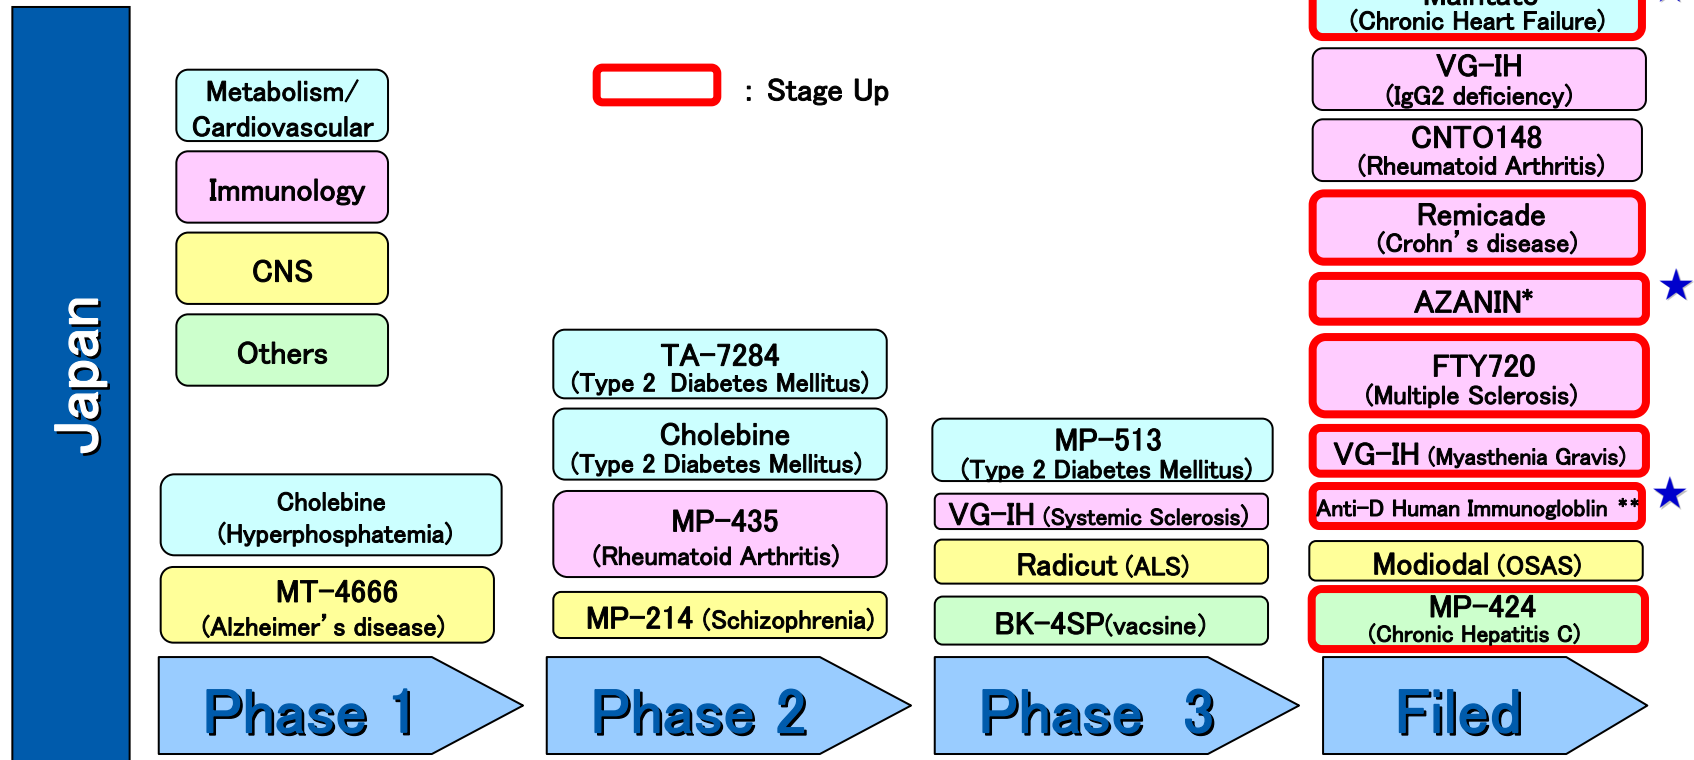 Japan
Metabolism/
Cardiovascular
Immunology
CNS
Others
: Stage Up
Cholebine
(Hyperphosphatemia)
MT-4666
(Alzheimer's disease)
Phase 1
TA-7284
(Type 2 Diabetes Mellitus)
Cholebine
(Type 2 Diabetes Mellitus)
MP-435
(Rheumatoid Arthritis)
MP-214 (Schizophrenia)
Phase 2
MP-513
(Type 2 Diabetes Mellitus)
VG-IH (Systemic Sclerosis)
Radicut (ALS)
BK-4SP(vacsine)
Phase 3
(Chronic Heart Failure)
VG-IH
(IgG2 deficiency)
CNTO148
(Rheumatoid Arthritis)
Remicade
(Crohn's disease)
AZANIN*
FTY720
(Multiple Sclerosis)
VG-IH (Myasthenia Gravis)
Anti-D Human Immunogloblin **
Modiodal (OSAS)
MP-424
(Chronic Hepatitis C)
Filed